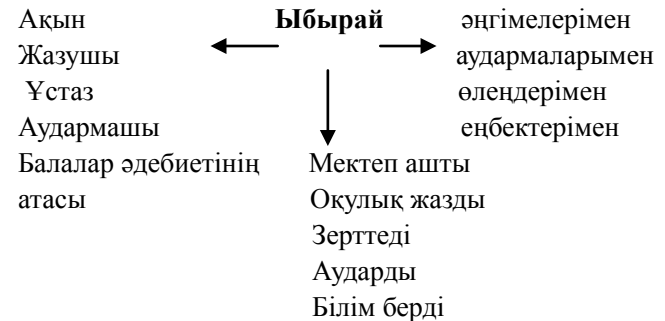 Ақын Ыбырай әңгімелерімен
Жазушы аудармаларымен
Ұстаз өлеңдерімен
Аудармашы еңбектерімен
Балалар әдебиетінің Мектеп ашты
атасы Оқулық жазды
Зерттеді
Аударды
Білім берді